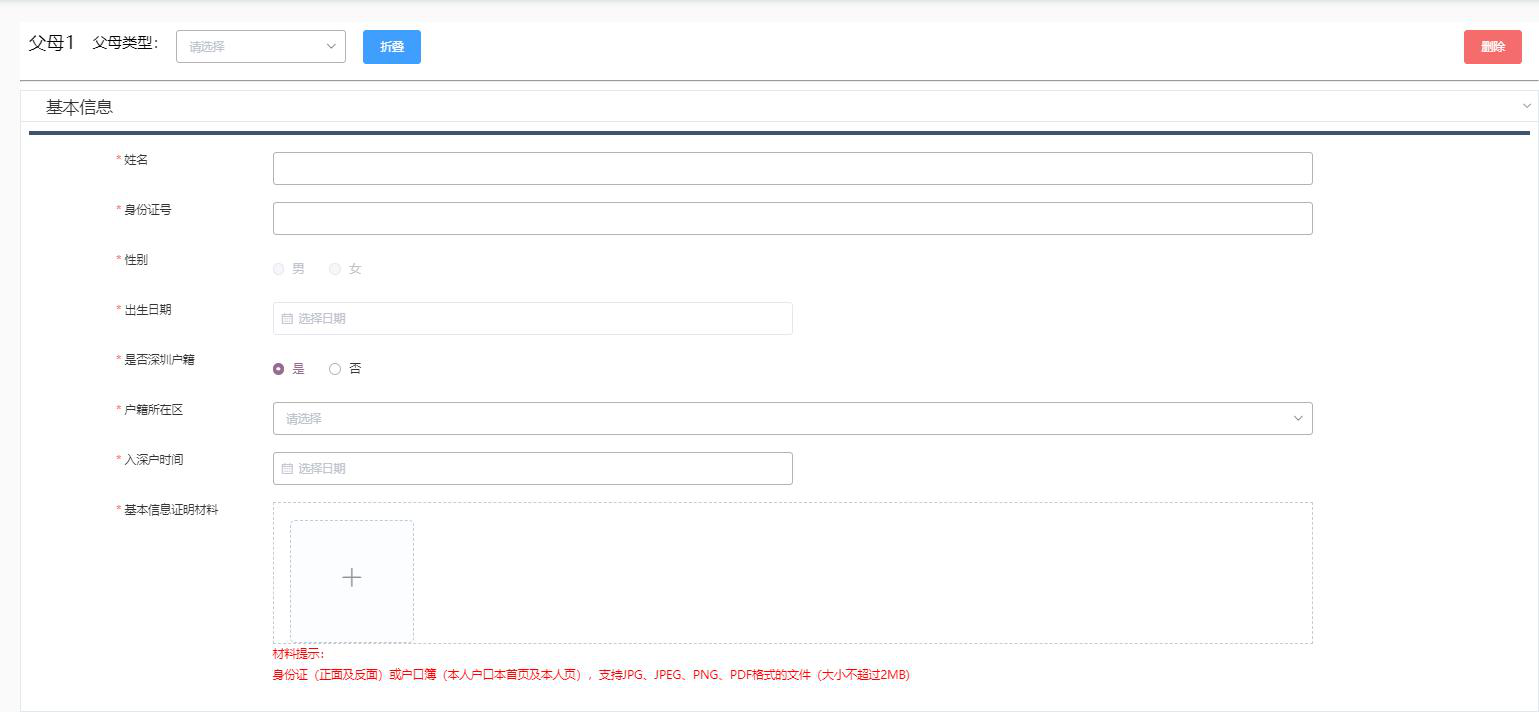 父母1 父母类型： 请选择 折叠 删除
基本信息
*姓名
*身份证号
*性别 男 女
*出生日期 选择日期
*是否深圳户籍 是 否
*户籍所在区 请选择
*入深户时间 选择日期
*基本信息证明材料
材料提示：
身份证（正面及反面）或户口簿（本人户口本首页及本人页），支持JPG、JPEG、PNG、PDF格式的文件（大小不超过2MB)